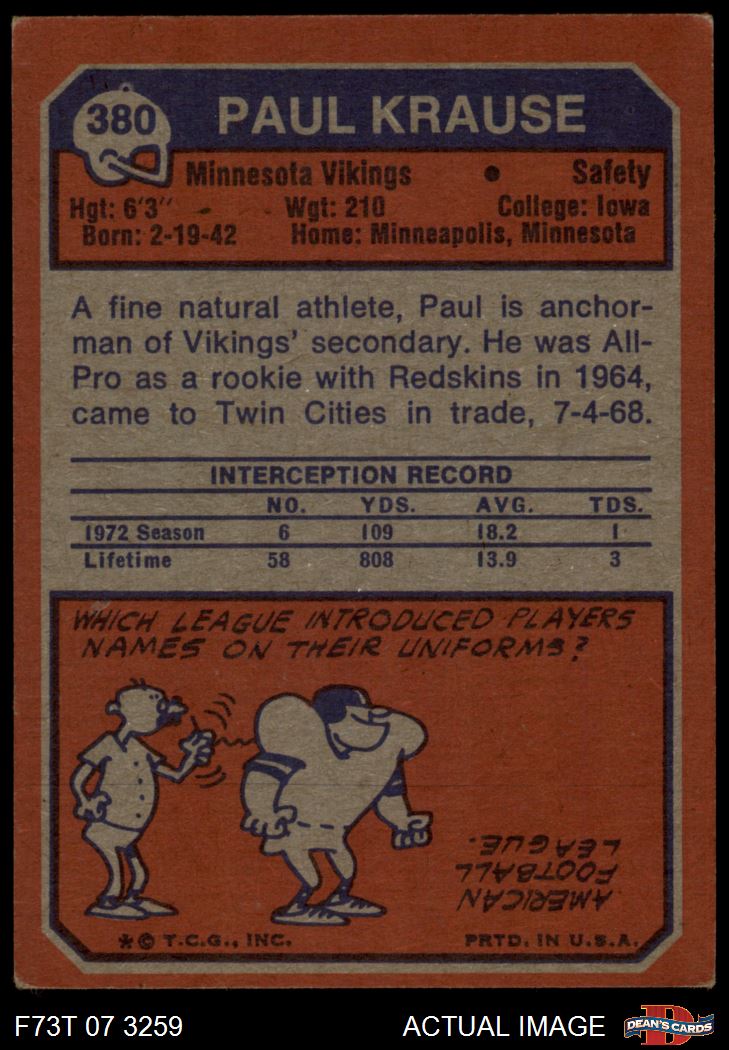 380
PAUL KRAUSE
Minnesota Vikings • Safety
Hgt: 6'3" Wgt: 210 College: Iowa
Born: 2-19-42 Home: Minneapolis, Minnesota
A fine natural athlete, Paul is anchor-
man of Vikings' secondary. He was All-
Pro as a rookie with Redskins in 1964,
came to Twin Cities in trade, 7-4-68.
INTERCEPTION RECORD
NO. YDS. AVG. TDS.
1972 Season 6 109 18.2 1
Lifetime 58 808 13.9 3
WHICH LEAGUE INTRODUCED PLAYERS
NAMES ON THEIR UNIFORMS?
AMERICAN
FOOTBALL
LEAGUE.
*© T.C.G., INC. PRTD. IN U.S.A.
F73T 07 3259 ACTUAL IMAGE
D
DEAN'S CARDS